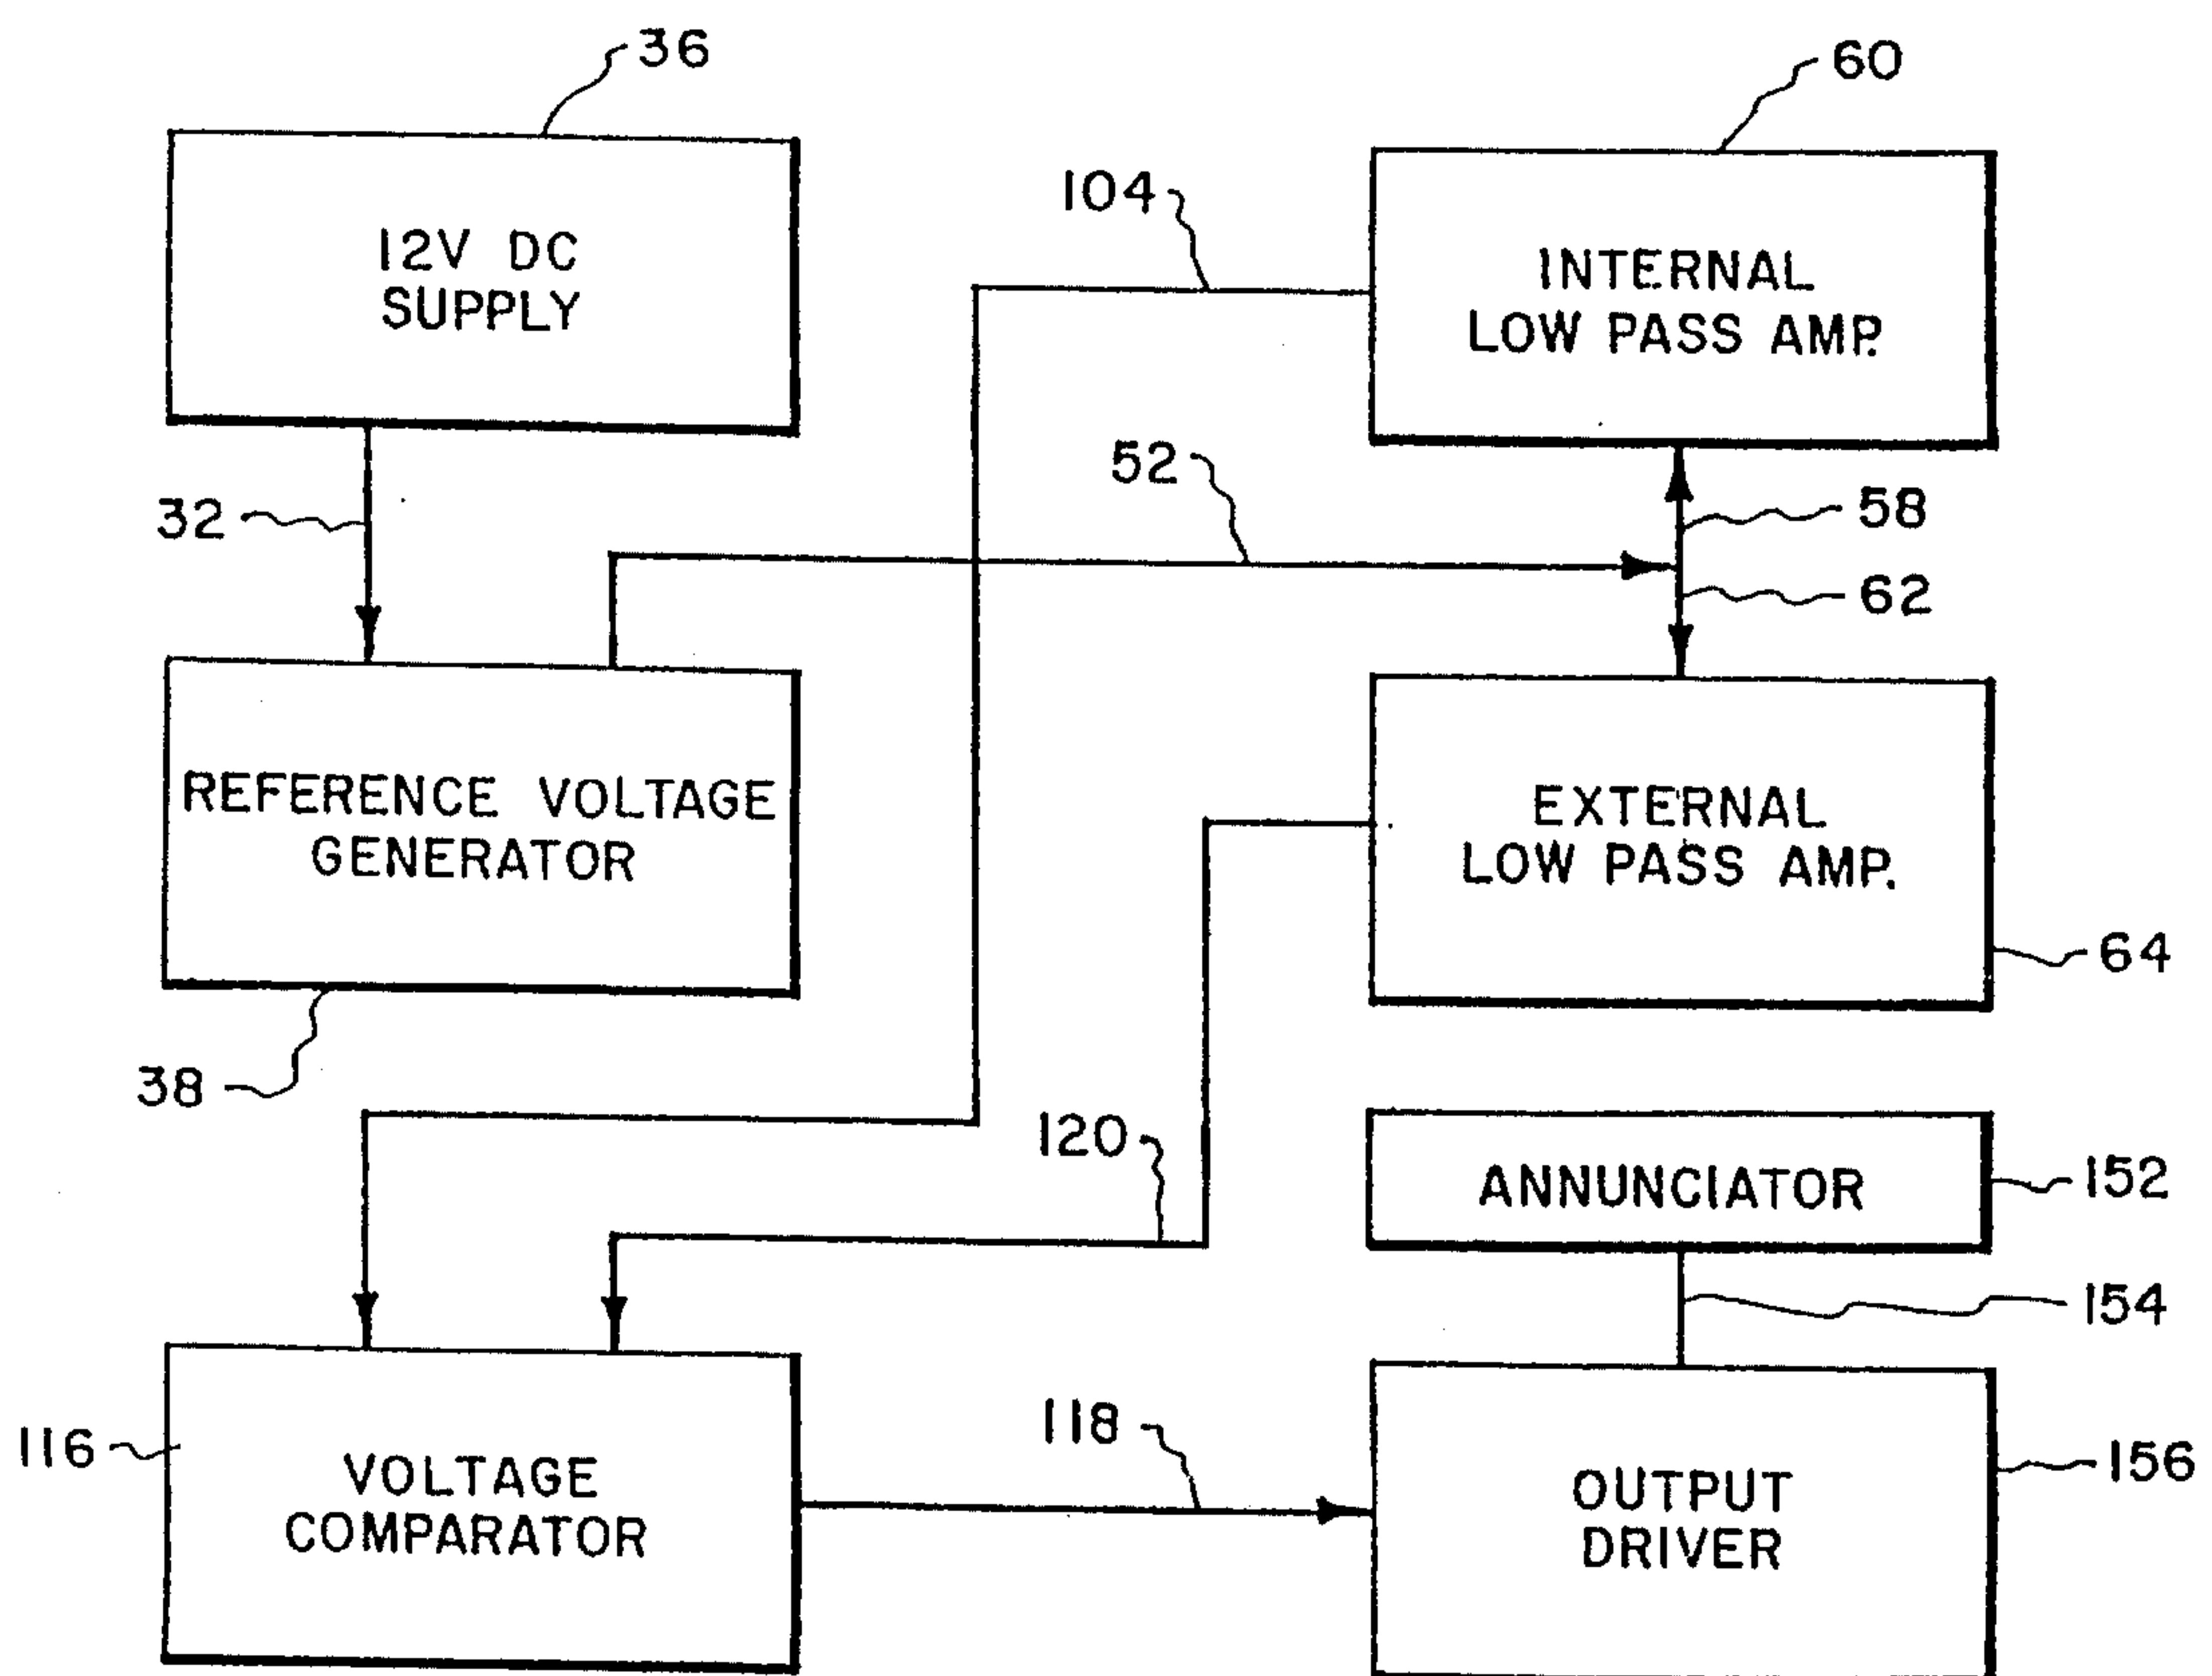 36
60
12V DC
SUPPLY
104
INTERNAL
LOW PASS AMP.
52
32
58
62
REFERENCE VOLTAGE
GENERATOR
EXTERNAL
LOW PASS AMP.
64
38
120
ANNUNCIATOR
152
154
116
VOLTAGE
COMPARATOR
118
OUTPUT
DRIVER
156